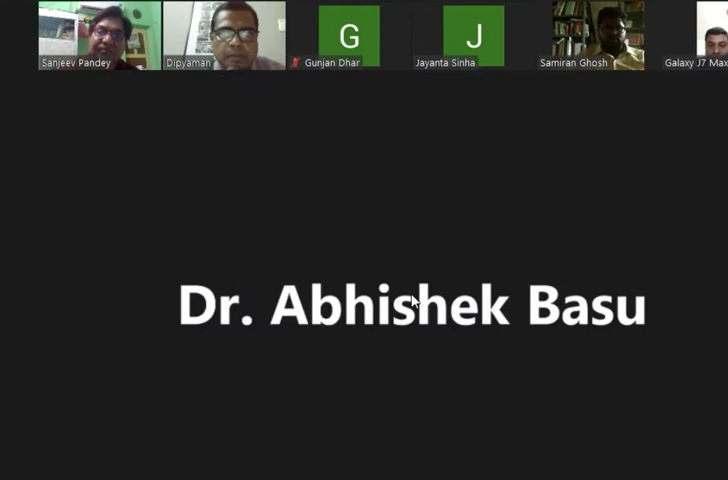 G
J
Sanjeev Pandey
Dipyaman
Gunjan Dhar
Jayanta Sinha
Samiran Ghosh
Galaxy J7 Max
Dr. Abhishek Basu